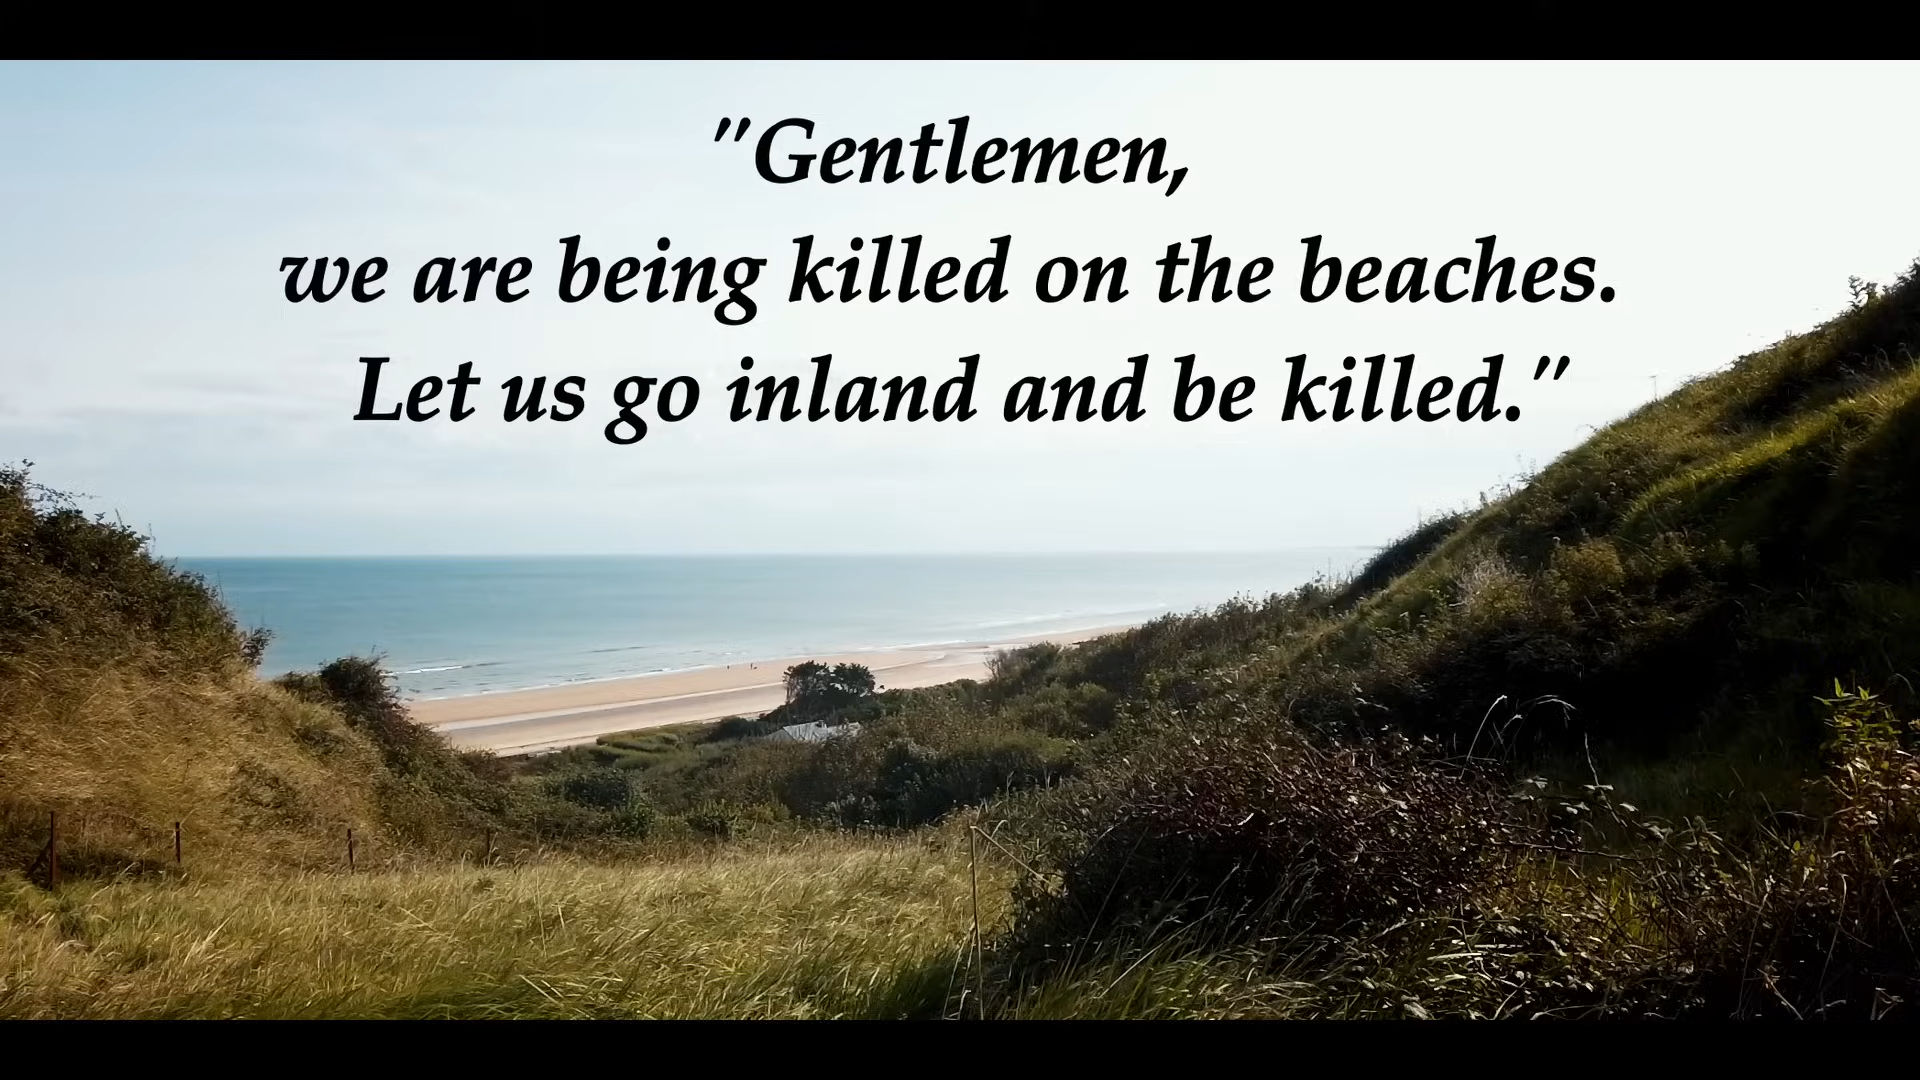 "Gentlemen,
we are being killed on the beaches.
Let us go inland and be killed."